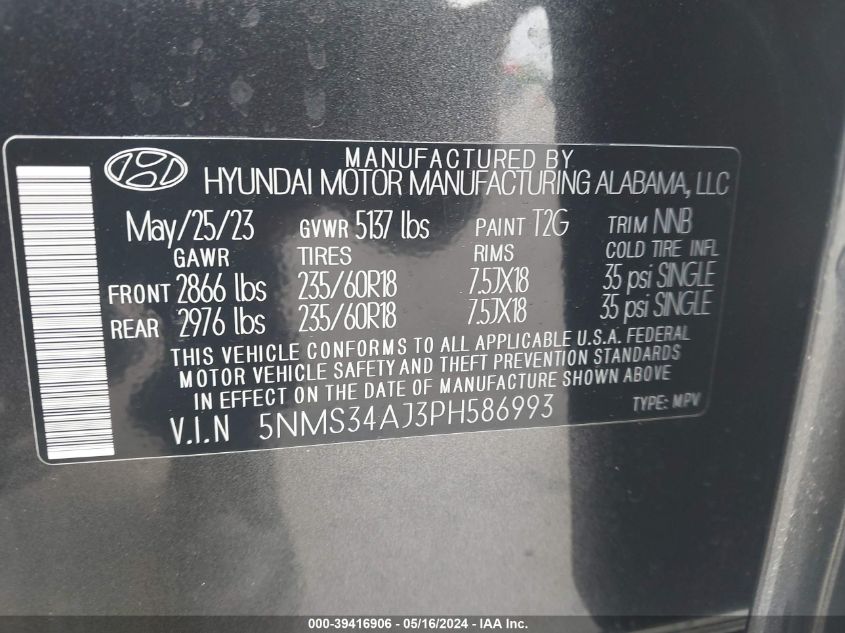 MANUFACTURED BY
HYUNDAI MOTOR MANUFACTURING ALABAMA, LLC
May/25/23 GVWR 5137 lbs PAINT T2G TRIM NNB
GAWR TIRES RIMS COLD TIRE INFL
FRONT 2866 lbs 235/60R18 7.5JX18 35 psi SINGLE
REAR 2976 lbs 235/60R18 7.5JX18 35 psi SINGLE
THIS VEHICLE CONFORMS TO ALL APPLICABLE U.S.A. FEDERAL
MOTOR VEHICLE SAFETY AND THEFT PREVENTION STANDARDS
IN EFFECT ON THE DATE OF MANUFACTURE SHOWN ABOVE.
V.I.N 5NMS34AJ3PH586993 TYPE: MPV
000-39416906 - 05/16/2024 - IAA Inc.